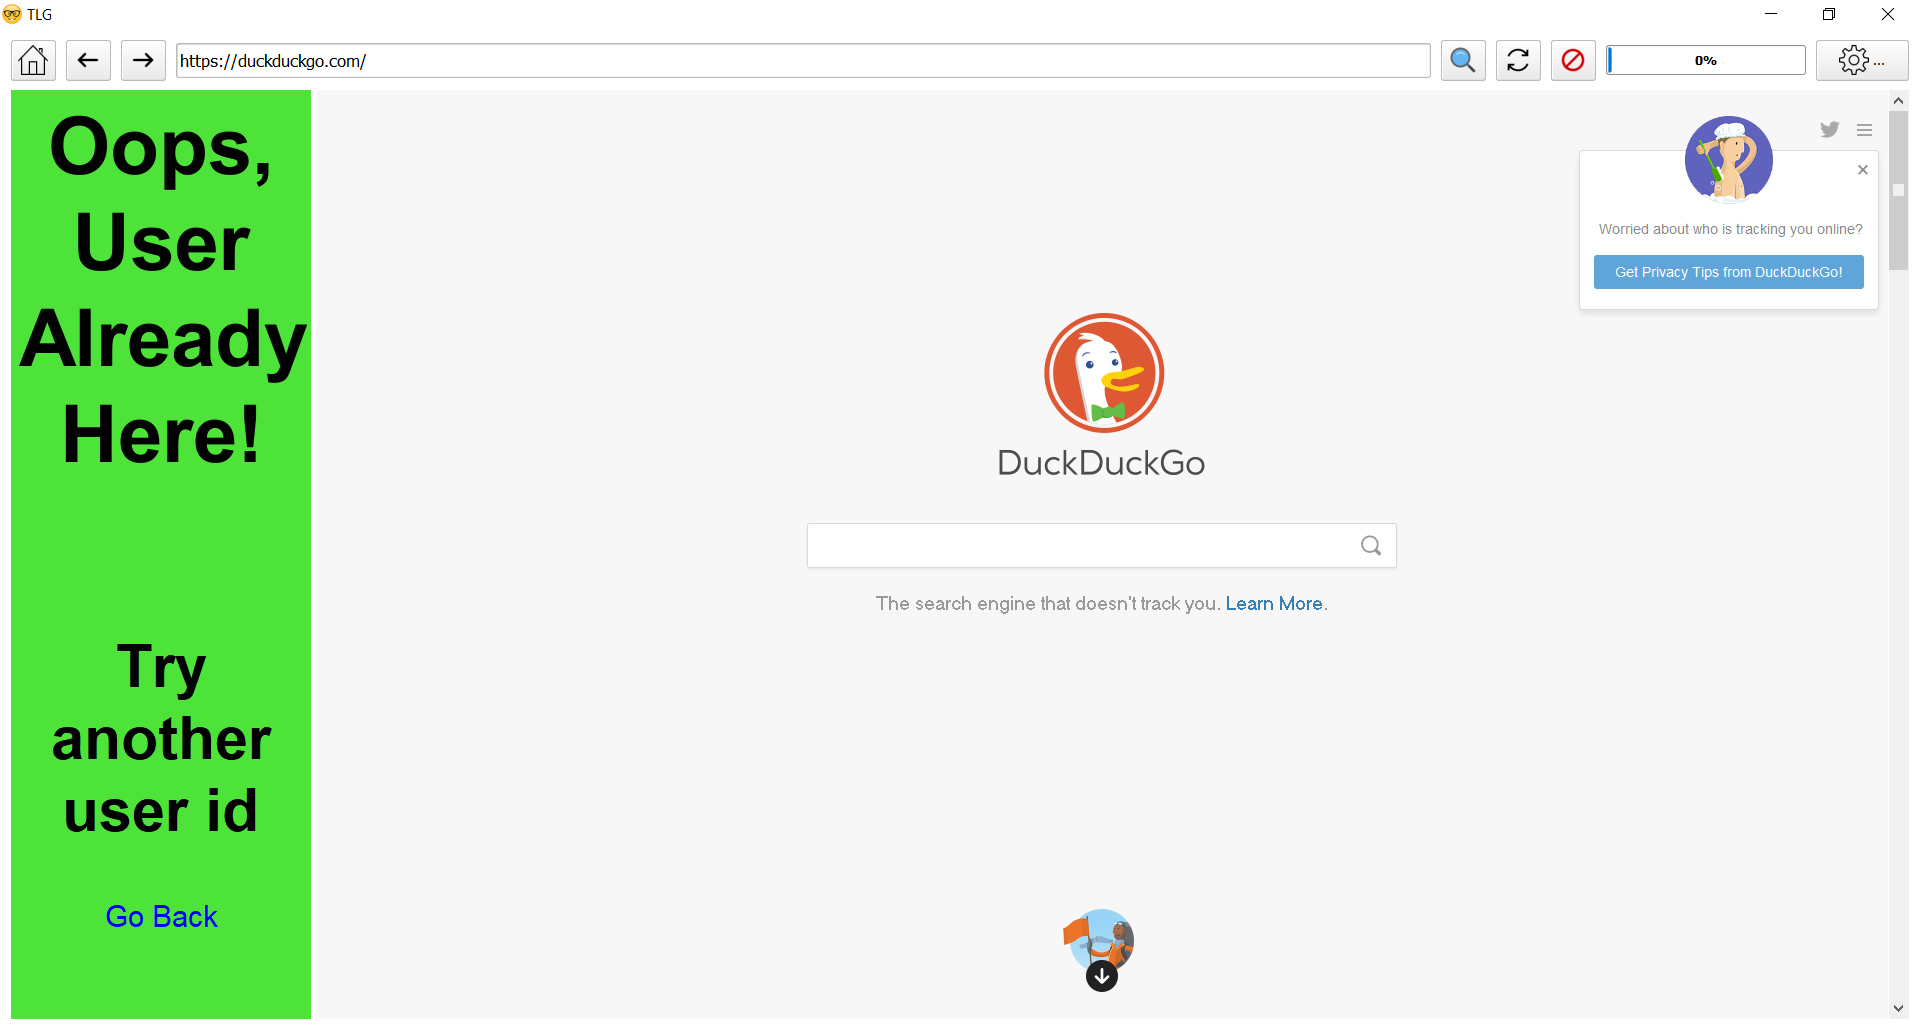 TLG
https://duckduckgo.com/
0%
...
Oops,
User
Already
Here!
Try
another
user id
Go Back
Worried about who is tracking you online?
Get Privacy Tips from DuckDuckGo!
DuckDuckGo
The search engine that doesn't track you. Learn More.